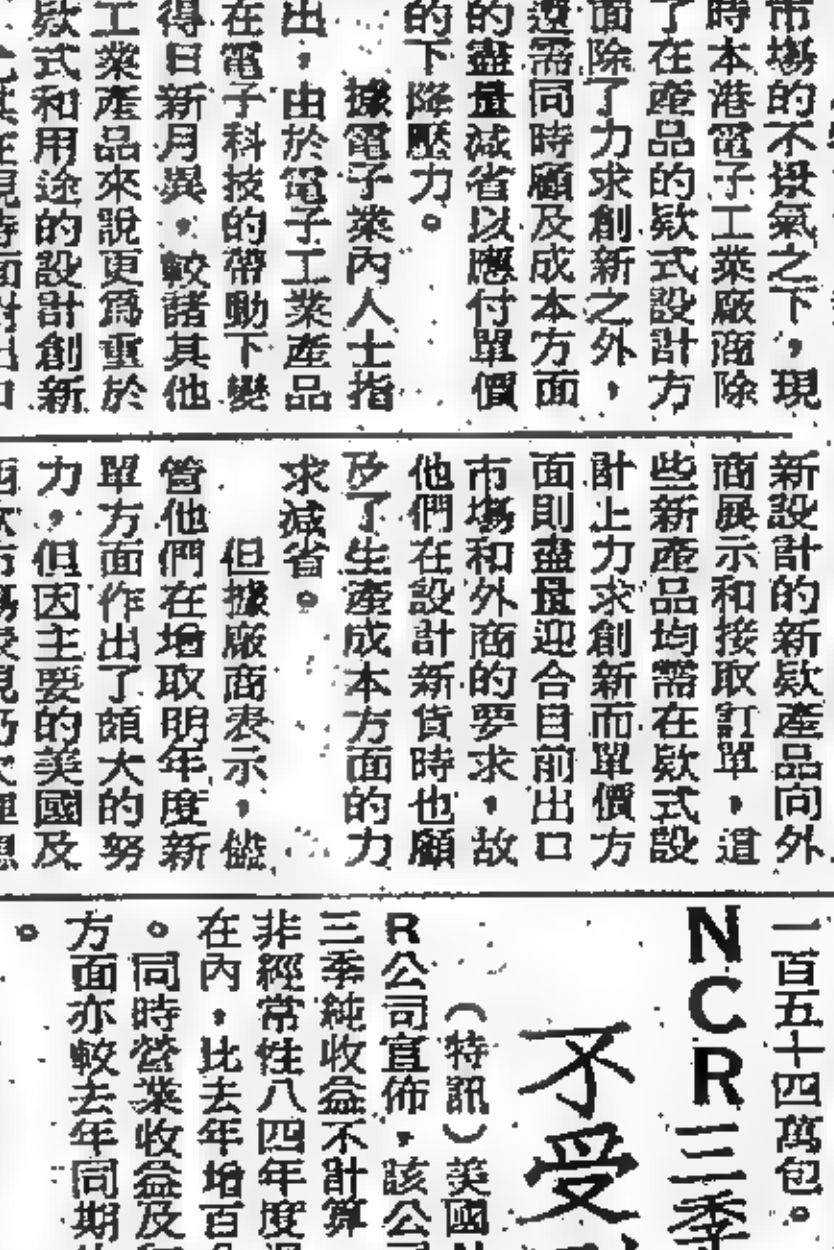 市場的不景氣之下，現
時本港電子工業廠商除
了在產品的欵式設計方
面除了力求創新之外，
還需同時顧及成本方面
的盡量減省以應付單價
的下降壓力。
據電子業內人士指
出，由於電子工業產品
在電子科技的帶動下變
得日新月異，較諸其他
工業產品來說更爲重於
欵式和用途的設計創新
新設計的新欵產品向外
商展示和接取訂單，這
些新產品均需在欵式設
計上力求創新而單價方
面則盡量迎合目前出口
市場和外商的要求，故
他們在設計新貨時也顧
及了生產成本方面的力
求減省。
但據廠商表示，儘
管他們在增取明年度新
單方面作出了頗大的努
力，但因主要的美國及
一百五十四萬包。
NCR三季
不受
（特訊）美國
R公司宣佈，該公司
三季純收益不計算
非經常性八四年度
在內，比去年增百
。同時營業收益及
方面亦較去年同期
。